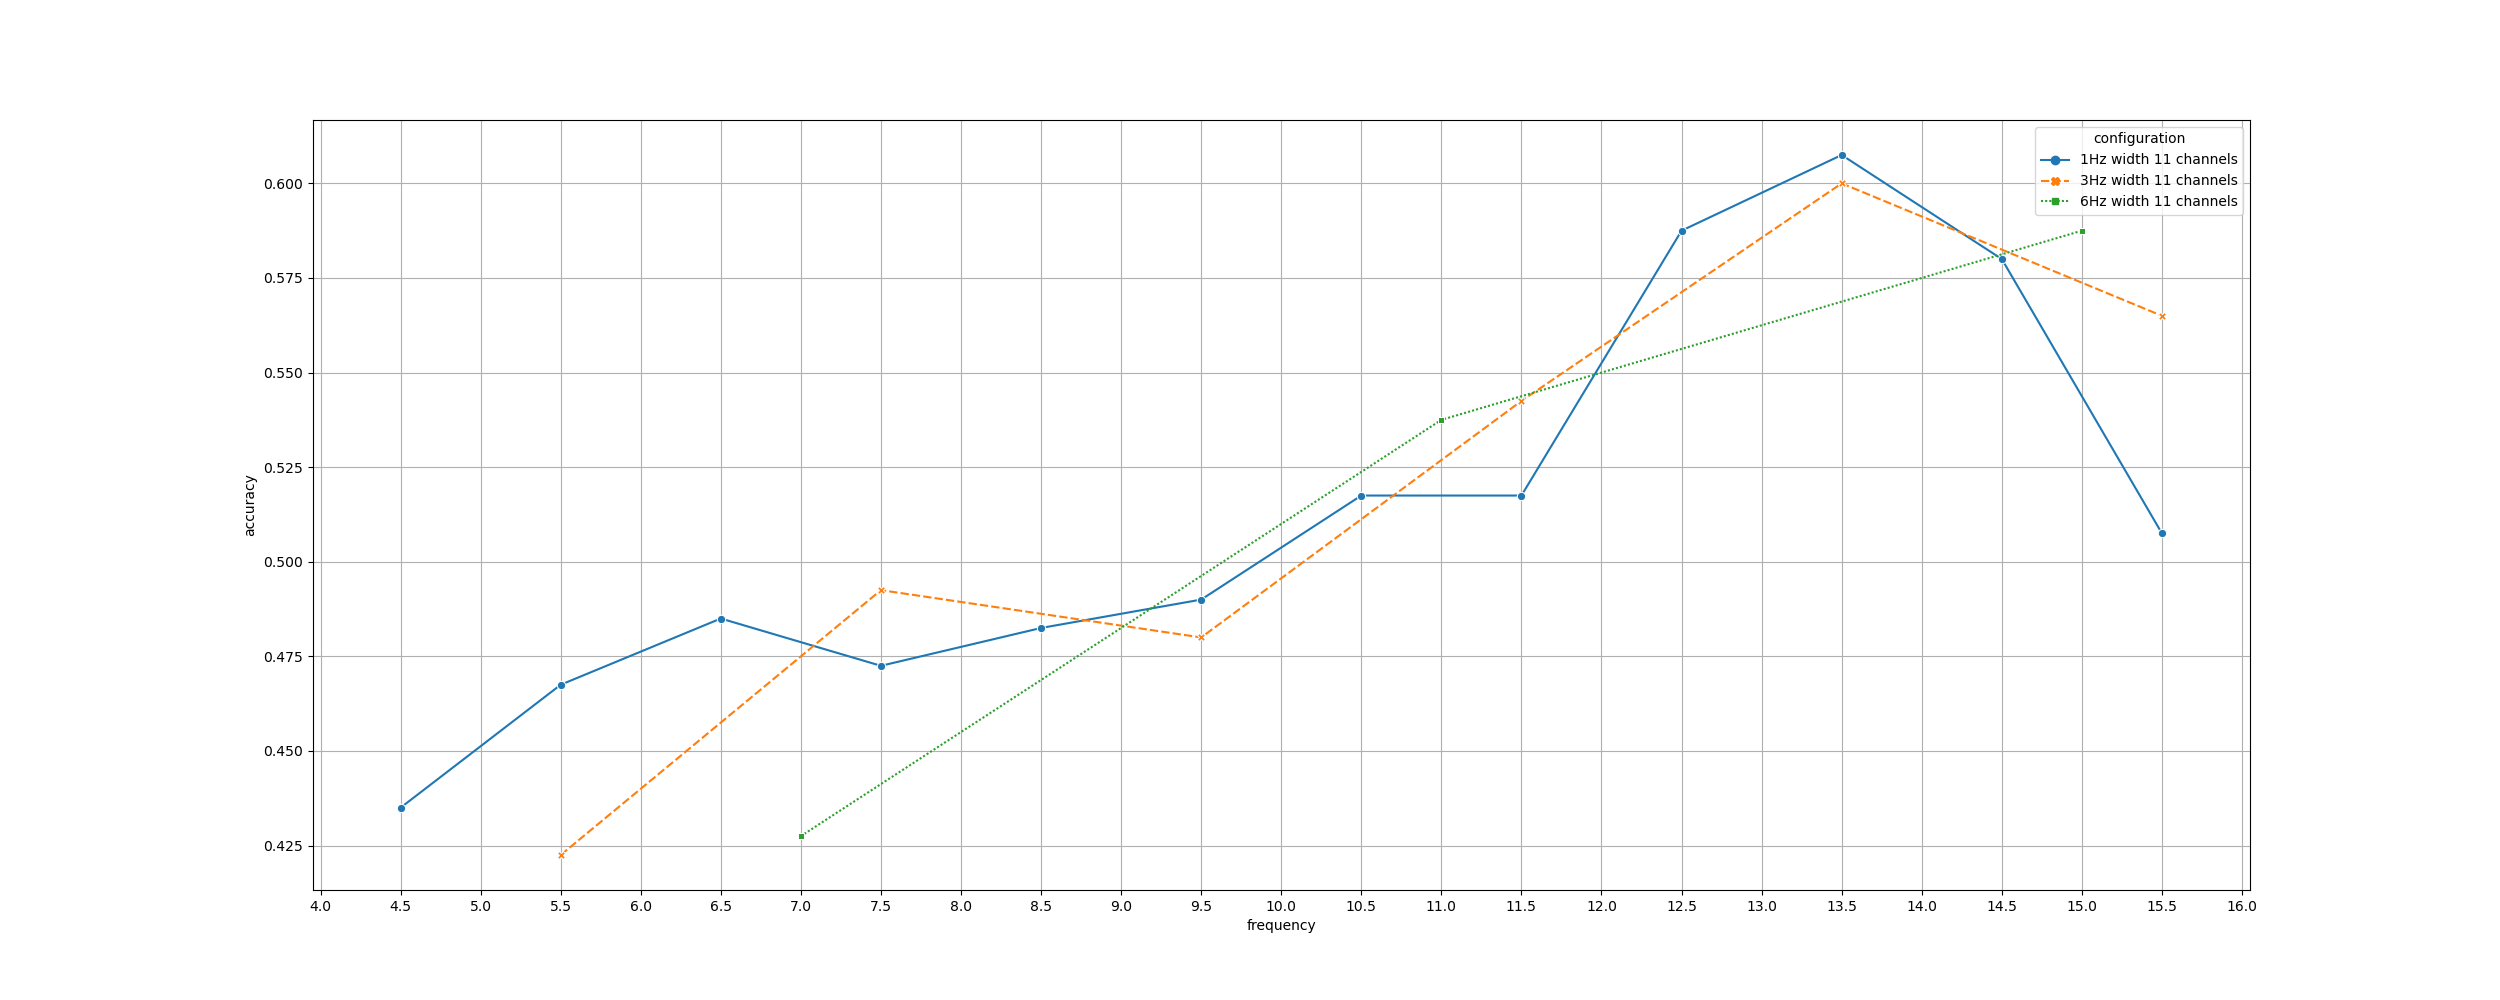 configuration
1Hz width 11 channels
3Hz width 11 channels
6Hz width 11 channels
0.600
0.575
0.550
0.525
0.500
0.475
0.450
0.425
accuracy
4.0 4.5 5.0 5.5 6.0 6.5 7.0 7.5 8.0 8.5 9.0 9.5 10.0 10.5 11.0 11.5 12.0 12.5 13.0 13.5 14.0 14.5 15.0 15.5 16.0
frequency